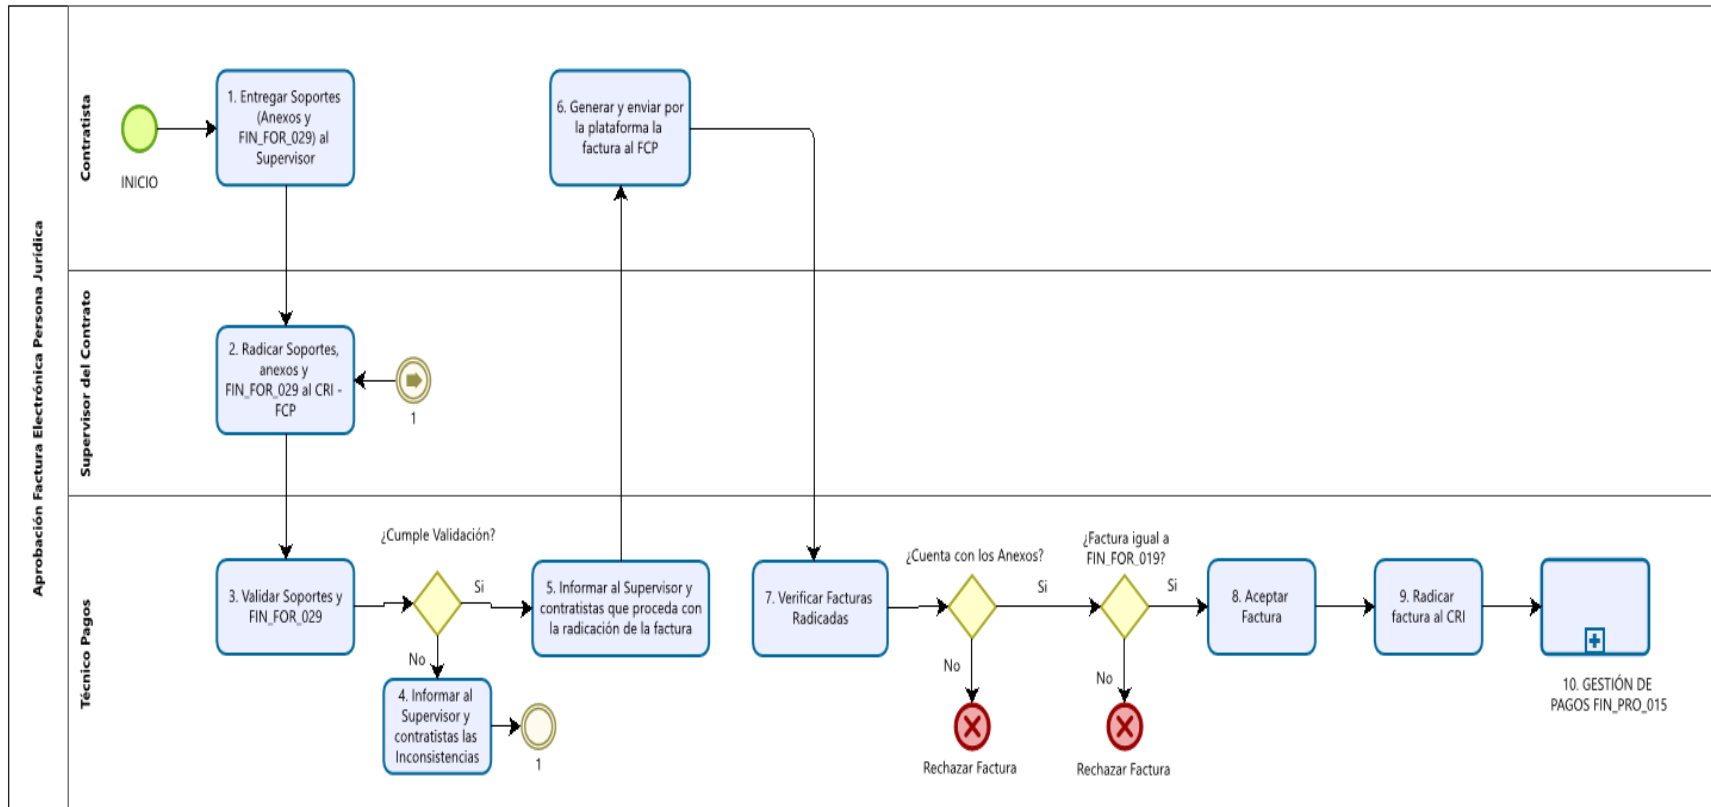 Aprobación Factura Electrónica Persona Jurídica
Contratista
INICIO
1. Entregar Soportes
(Anexos y
FIN_FOR_029) al
Supervisor
6. Generar y enviar por
la plataforma la
factura al FCP
Supervisor del Contrato
2. Radicar Soportes,
anexos y
FIN_FOR_029 al CRI -
FCP
1
Técnico Pagos
3. Validar Soportes y
FIN_FOR_029
¿Cumple Validación?
Si
No
4. Informar al
Supervisor y
contratistas las
Inconsistencias
1
5. Informar al Supervisor y
contratistas que proceda con
la radicación de la factura
7. Verificar Facturas
Radicadas
¿Cuenta con los Anexos?
Si
No
Rechazar Factura
¿Factura igual a
FIN_FOR_019?
Si
No
Rechazar Factura
8. Aceptar
Factura
9. Radicar
factura al CRI
10. GESTIÓN DE
PAGOS FIN_PRO_015